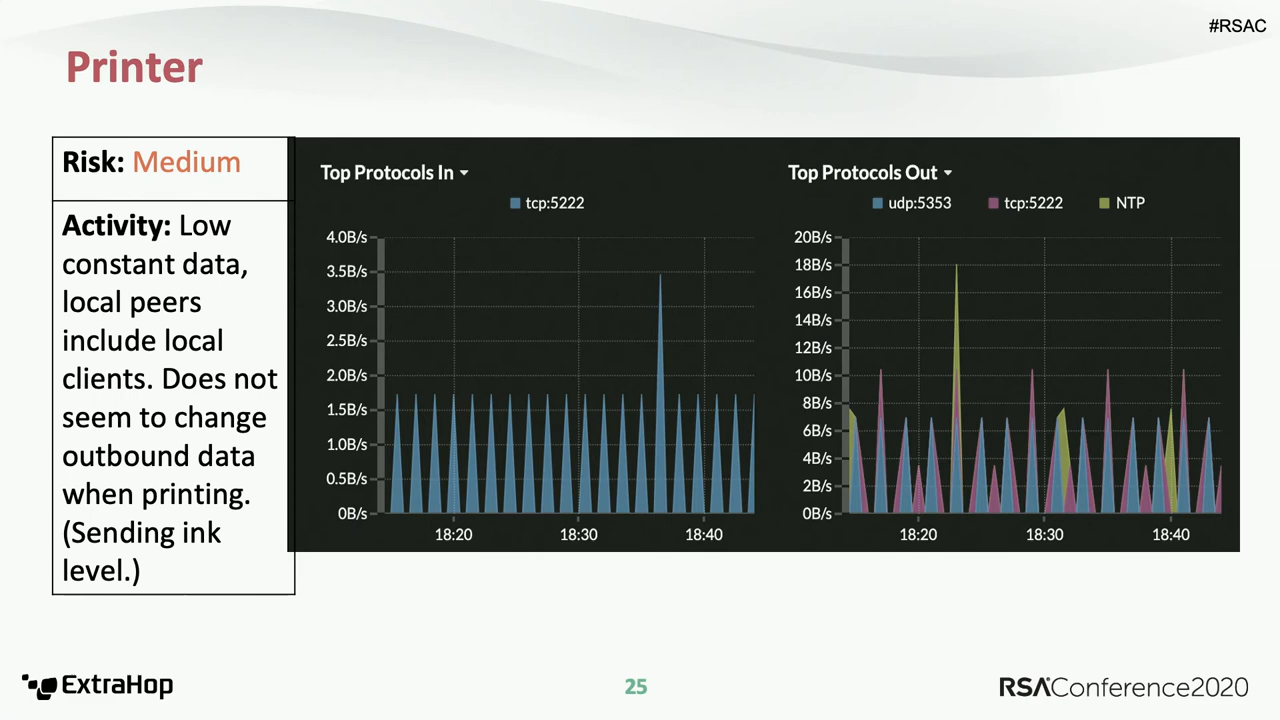 #RSAC
Printer
Risk: Medium
Activity: Low
constant data,
local peers
include local
clients. Does not
seem to change
outbound data
when printing.
(Sending ink
level.)
Top Protocols In
tcp:5222
4.0B/s
3.5B/s
3.0B/s
2.5B/s
2.0B/s
1.5B/s
1.0B/s
0.5B/s
0B/s
18:20 18:30 18:40
Top Protocols Out
udp:5353 tcp:5222 NTP
20B/s
18B/s
16B/s
14B/s
12B/s
10B/s
8B/s
6B/s
4B/s
2B/s
0B/s
18:20 18:30 18:40
ExtraHop
25
RSAConference2020